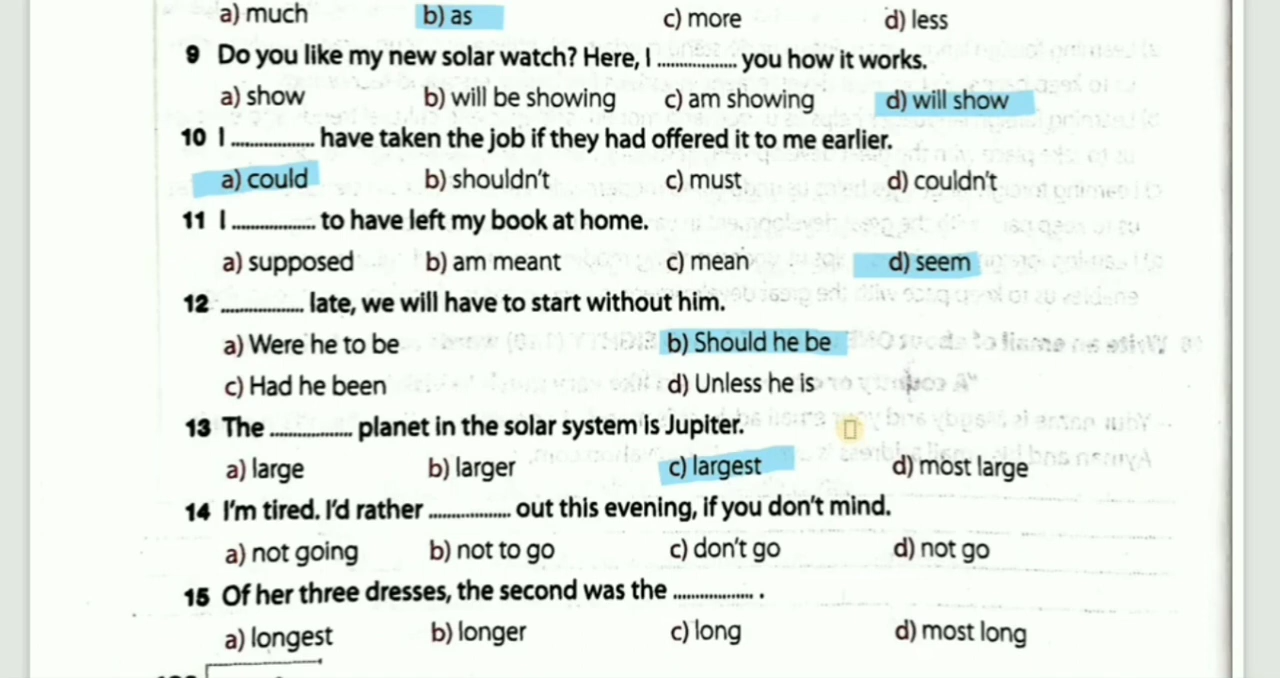 a) much b) as c) more d) less
9 Do you like my new solar watch? Here, I ............... you how it works.
a) show b) will be showing c) am showing d) will show
10 I ............... have taken the job if they had offered it to me earlier.
a) could b) shouldn't c) must d) couldn't
11 I ............... to have left my book at home.
a) supposed b) am meant c) mean d) seem
12 ............... late, we will have to start without him.
a) Were he to be b) Should he be
c) Had he been d) Unless he is
13 The ............... planet in the solar system is Jupiter.
a) large b) larger c) largest d) most large
14 I'm tired. I'd rather ............... out this evening, if you don't mind.
a) not going b) not to go c) don't go d) not go
15 Of her three dresses, the second was the ............... .
a) longest b) longer c) long d) most long